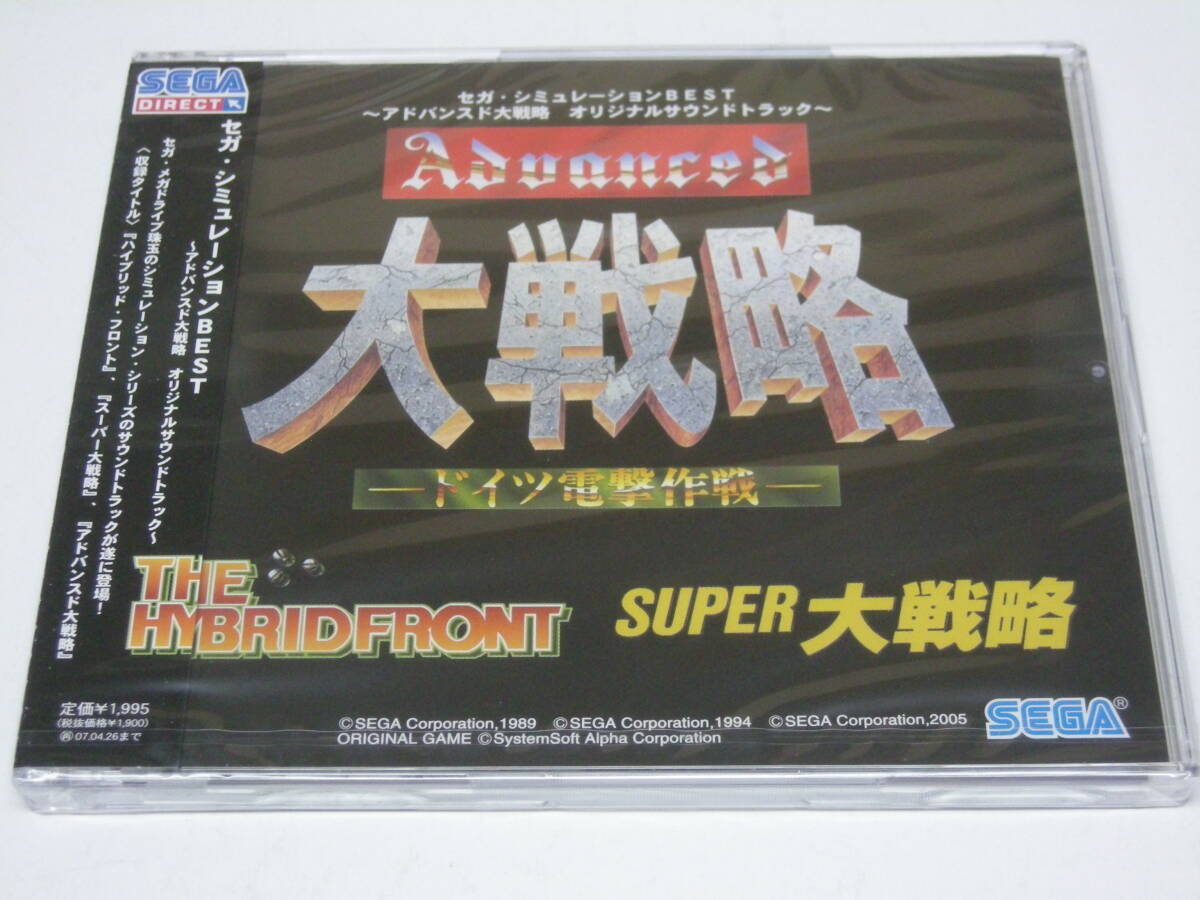 SEGA
DIRECT
セガ・シミュレーションBEST
～アドバンスド大戦略 オリジナルサウンドトラック～
セガ・メガドライブ珠玉のシミュレーション・シリーズのサウンドトラックが遂に登場！
〈収録タイトル〉『ハイブリッド・フロント』、『スーパー大戦略』、『アドバンスド大戦略』
定価¥1,995
(税抜価格¥1,900)
再07.04.26まで
セガ・シミュレーションBEST
～アドバンスド大戦略 オリジナルサウンドトラック～
Advanced
大戦略
—ドイツ電撃作戦—
THE
HYBRID FRONT
SUPER 大戦略
©SEGA Corporation,1989 ©SEGA Corporation,1994 ©SEGA Corporation,2005
ORIGINAL GAME ©SystemSoft Alpha Corporation
SEGA®